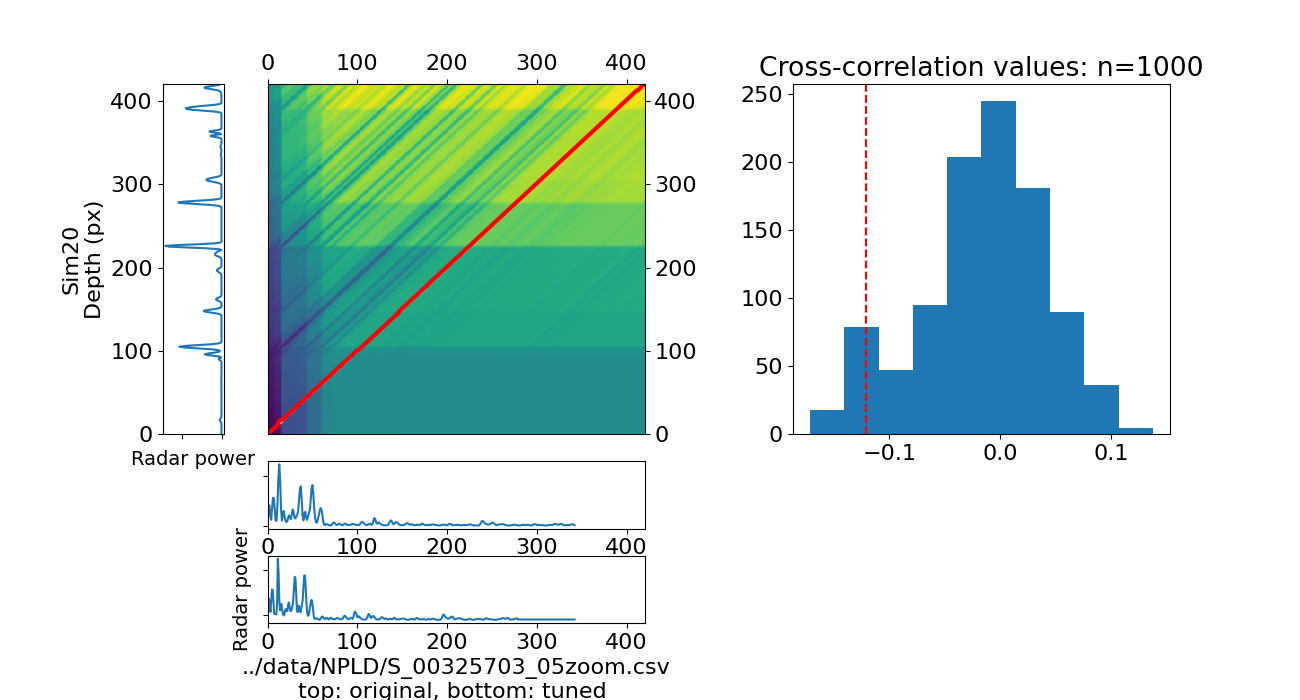 Cross-correlation values: n=1000
0 100 200 300 400
400
300
200
100
0
Sim20
Depth (px)
Radar power
400
300
200
100
0
250
200
150
100
50
0
−0.1 0.0 0.1
0 100 200 300 400
Radar power
0 100 200 300 400
../data/NPLD/S_00325703_05zoom.csv
top: original, bottom: tuned